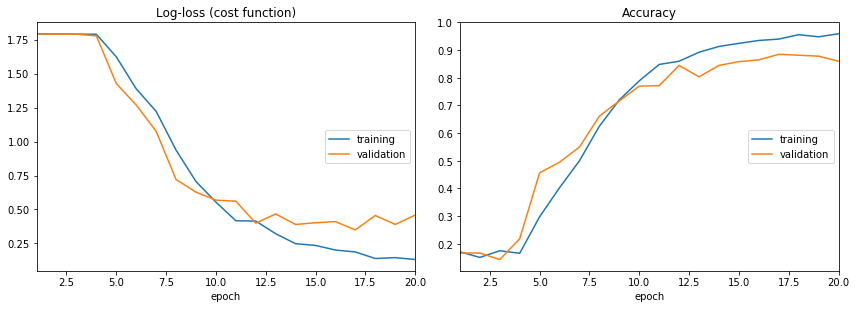 Log-loss (cost function)
1.75
1.50
1.25
1.00
0.75
0.50
0.25
training
validation
2.5 5.0 7.5 10.0 12.5 15.0 17.5 20.0
epoch
Accuracy
1.0
0.9
0.8
0.7
0.6
0.5
0.4
0.3
0.2
training
validation
2.5 5.0 7.5 10.0 12.5 15.0 17.5 20.0
epoch